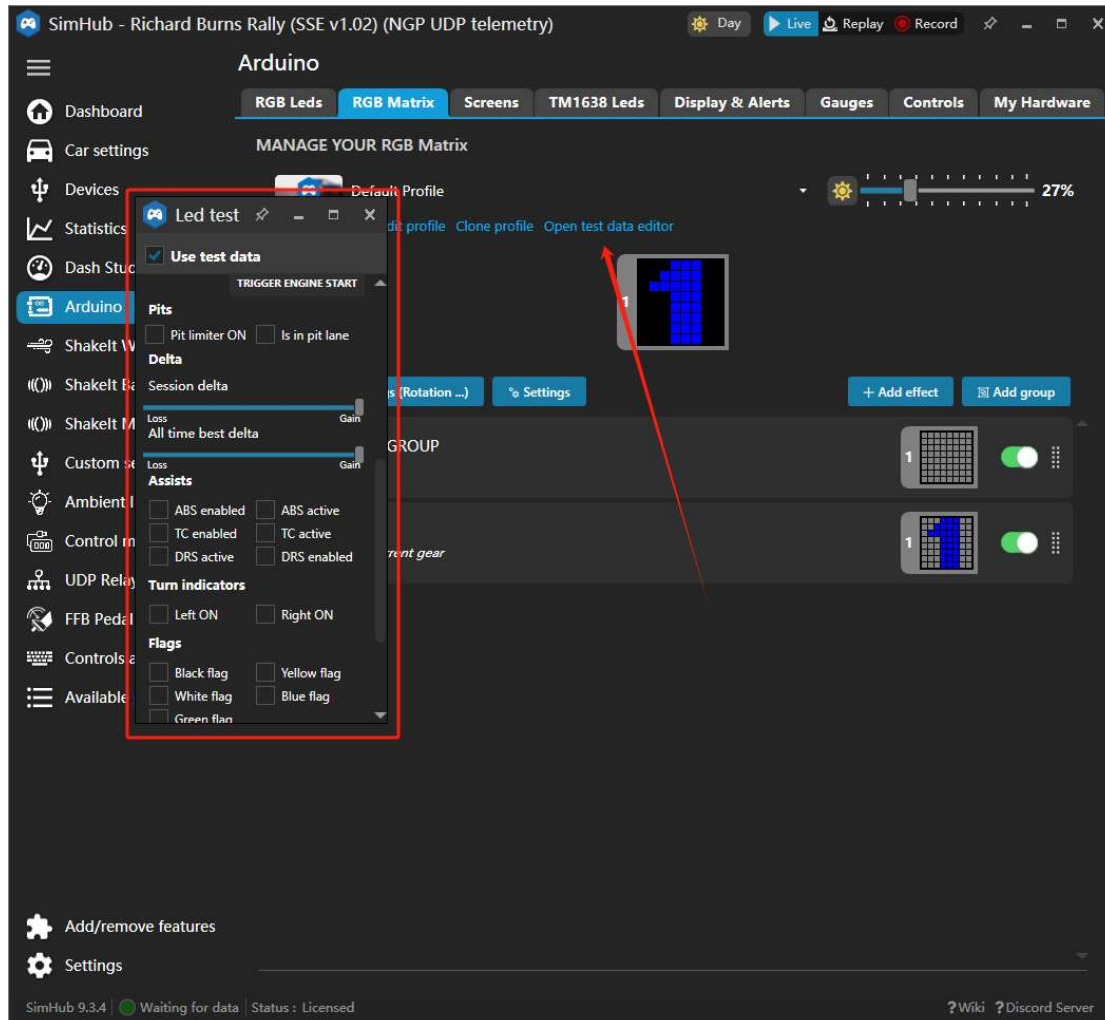 SimHub - Richard Burns Rally (SSE v1.02) (NGP UDP telemetry)
Day
Live
Replay
Record
Arduino
RGB Leds
RGB Matrix
Screens
TM1638 Leds
Display & Alerts
Gauges
Controls
My Hardware
Dashboard
Car settings
Devices
Statistics
Dash Stud
Arduino
ShakeIt W
ShakeIt Ba
ShakeIt M
Custom se
Ambient l
Control m
UDP Relay
FFB Pedal
Controls a
Available
Add/remove features
Settings
MANAGE YOUR RGB Matrix
Default Profile
27%
dit profile Clone profile Open test data editor
1
s (Rotation ...)
Settings
+ Add effect
Add group
GROUP
1
rrent gear
1
Led test
Use test data
TRIGGER ENGINE START
Pits
Pit limiter ON Is in pit lane
Delta
Session delta
Loss Gain
All time best delta
Loss Gain
Assists
ABS enabled ABS active
TC enabled TC active
DRS active DRS enabled
Turn indicators
Left ON Right ON
Flags
Black flag Yellow flag
White flag Blue flag
Green flag
SimHub 9.3.4 Waiting for data Status : Licensed
?Wiki ?Discord Server